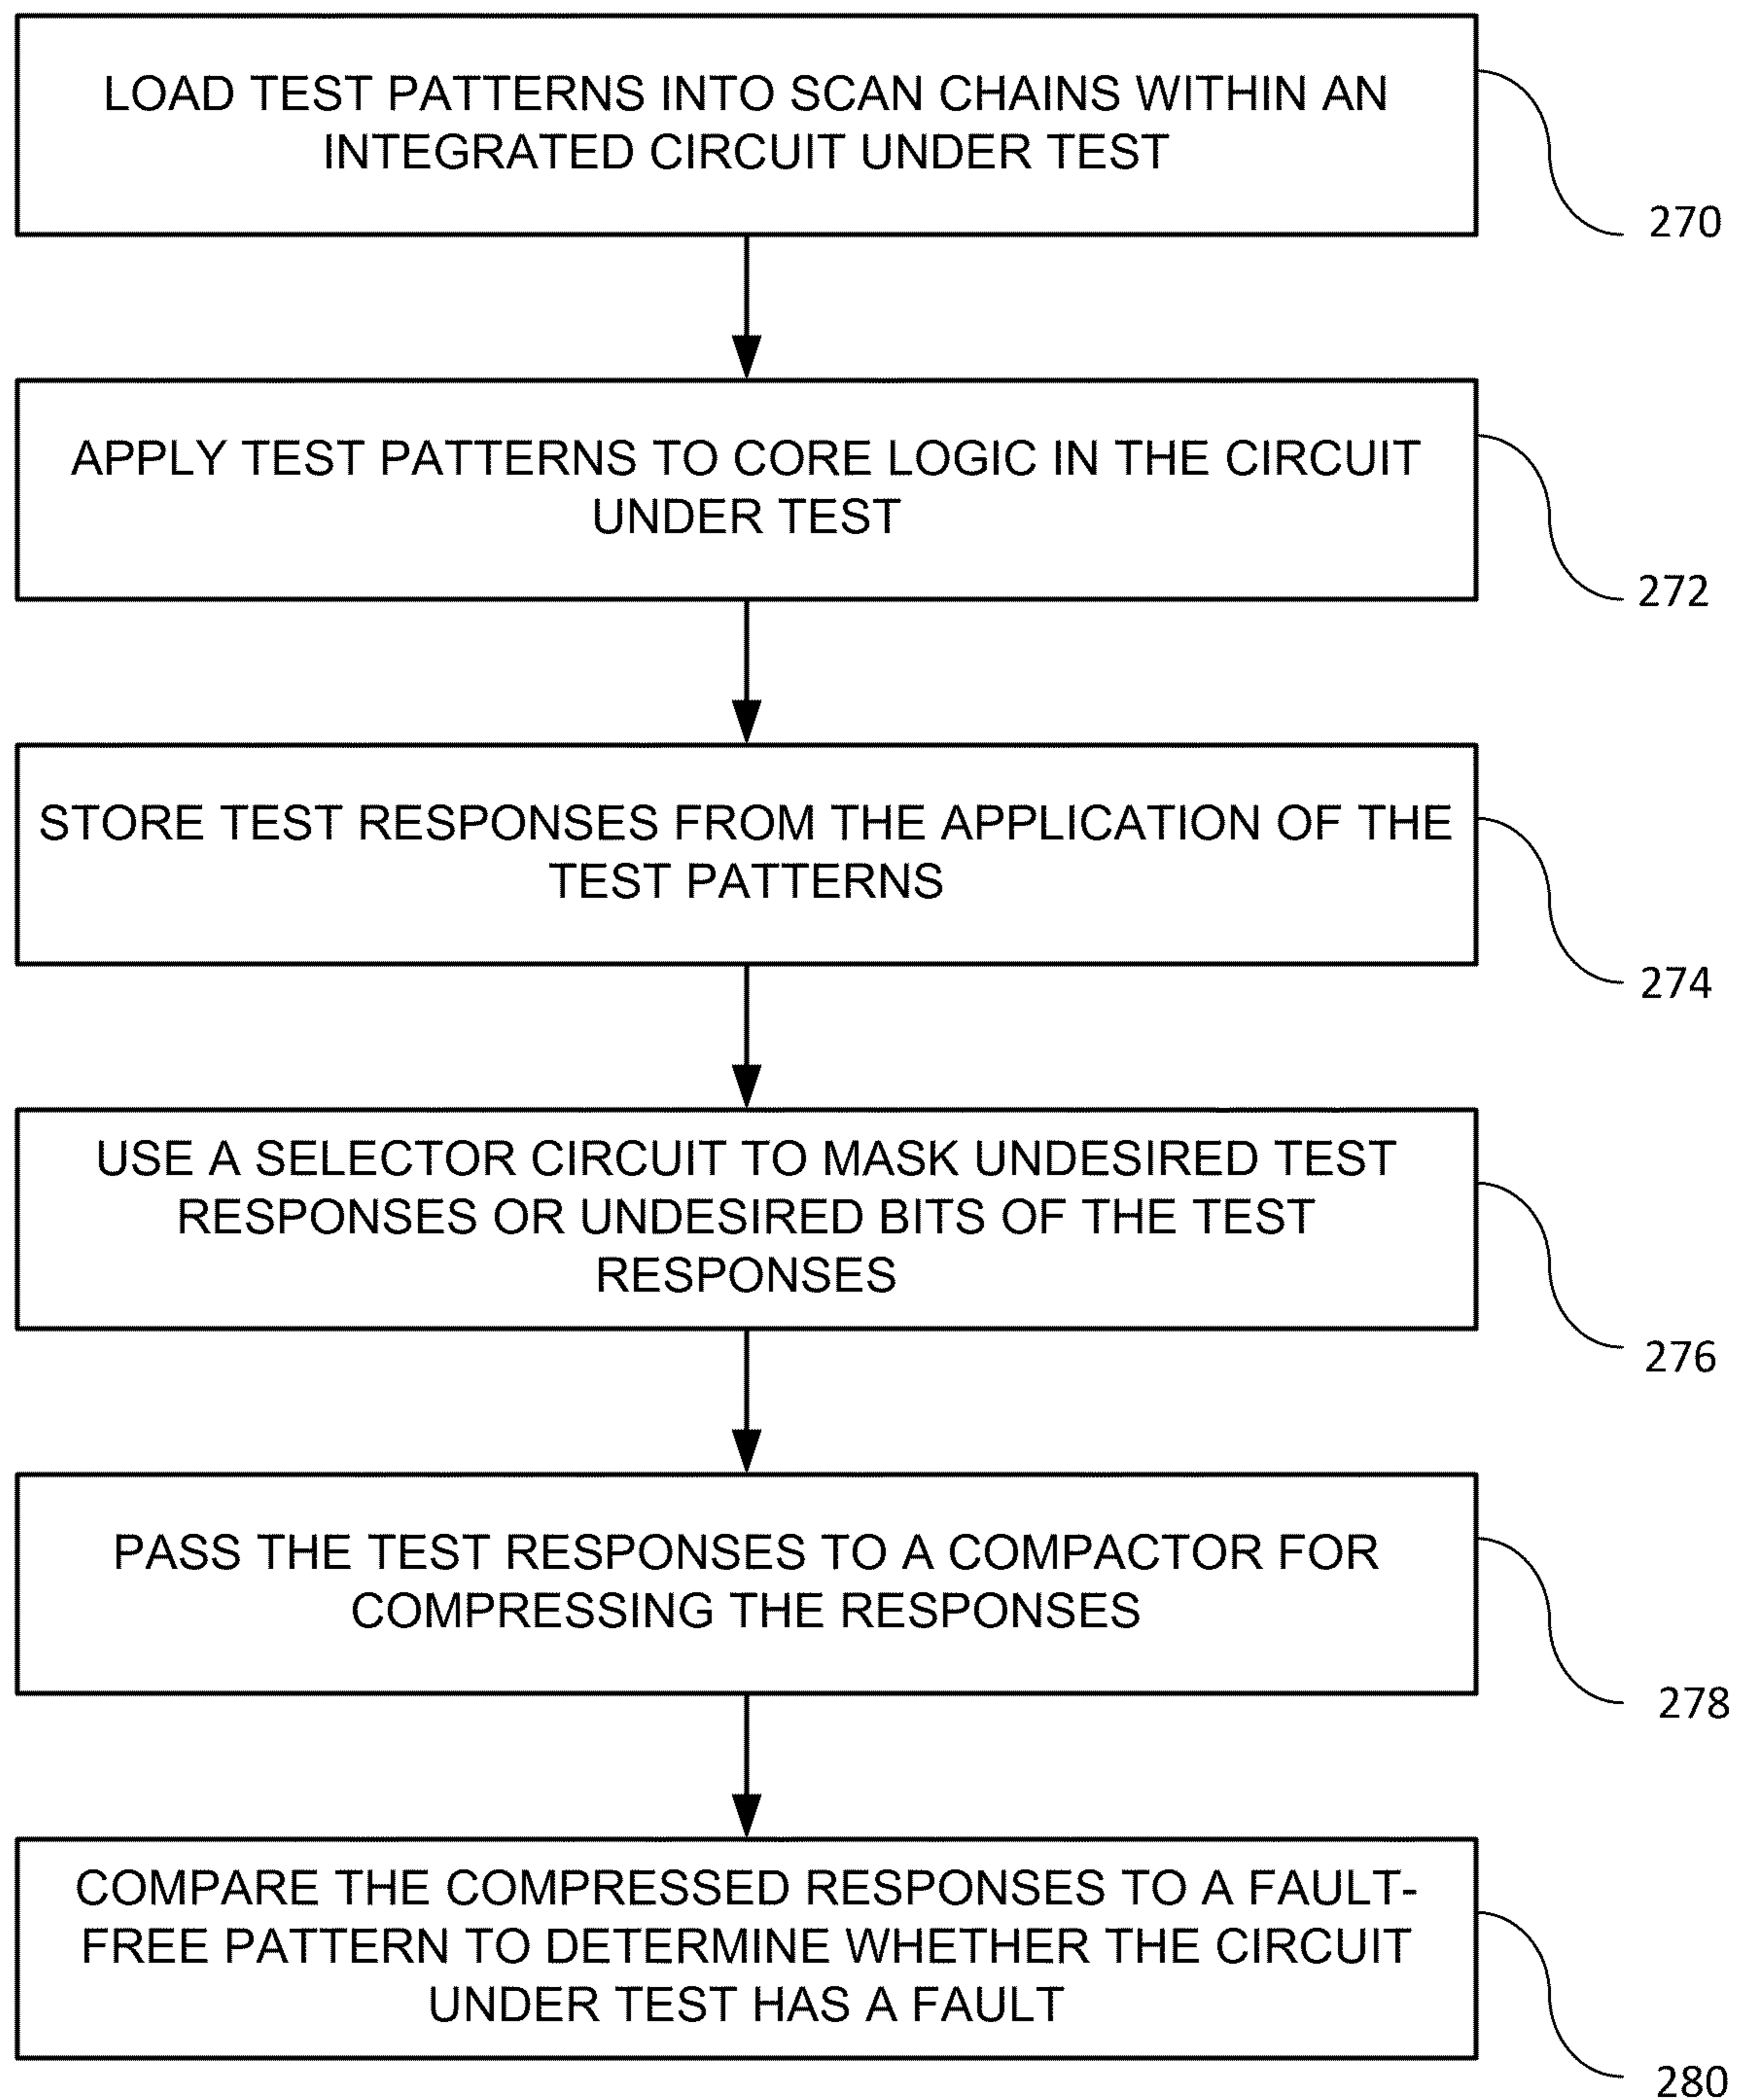 LOAD TEST PATTERNS INTO SCAN CHAINS WITHIN AN
INTEGRATED CIRCUIT UNDER TEST
270
APPLY TEST PATTERNS TO CORE LOGIC IN THE CIRCUIT
UNDER TEST
272
STORE TEST RESPONSES FROM THE APPLICATION OF THE
TEST PATTERNS
274
USE A SELECTOR CIRCUIT TO MASK UNDESIRED TEST
RESPONSES OR UNDESIRED BITS OF THE TEST
RESPONSES
276
PASS THE TEST RESPONSES TO A COMPACTOR FOR
COMPRESSING THE RESPONSES
278
COMPARE THE COMPRESSED RESPONSES TO A FAULT-
FREE PATTERN TO DETERMINE WHETHER THE CIRCUIT
UNDER TEST HAS A FAULT
280